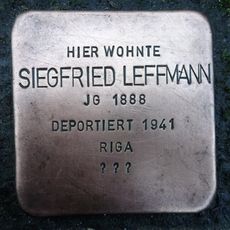 HIER WOHNTE
SIEGFRIED LEFFMANN
JG 1888
DEPORTIERT 1941
RIGA
? ? ?